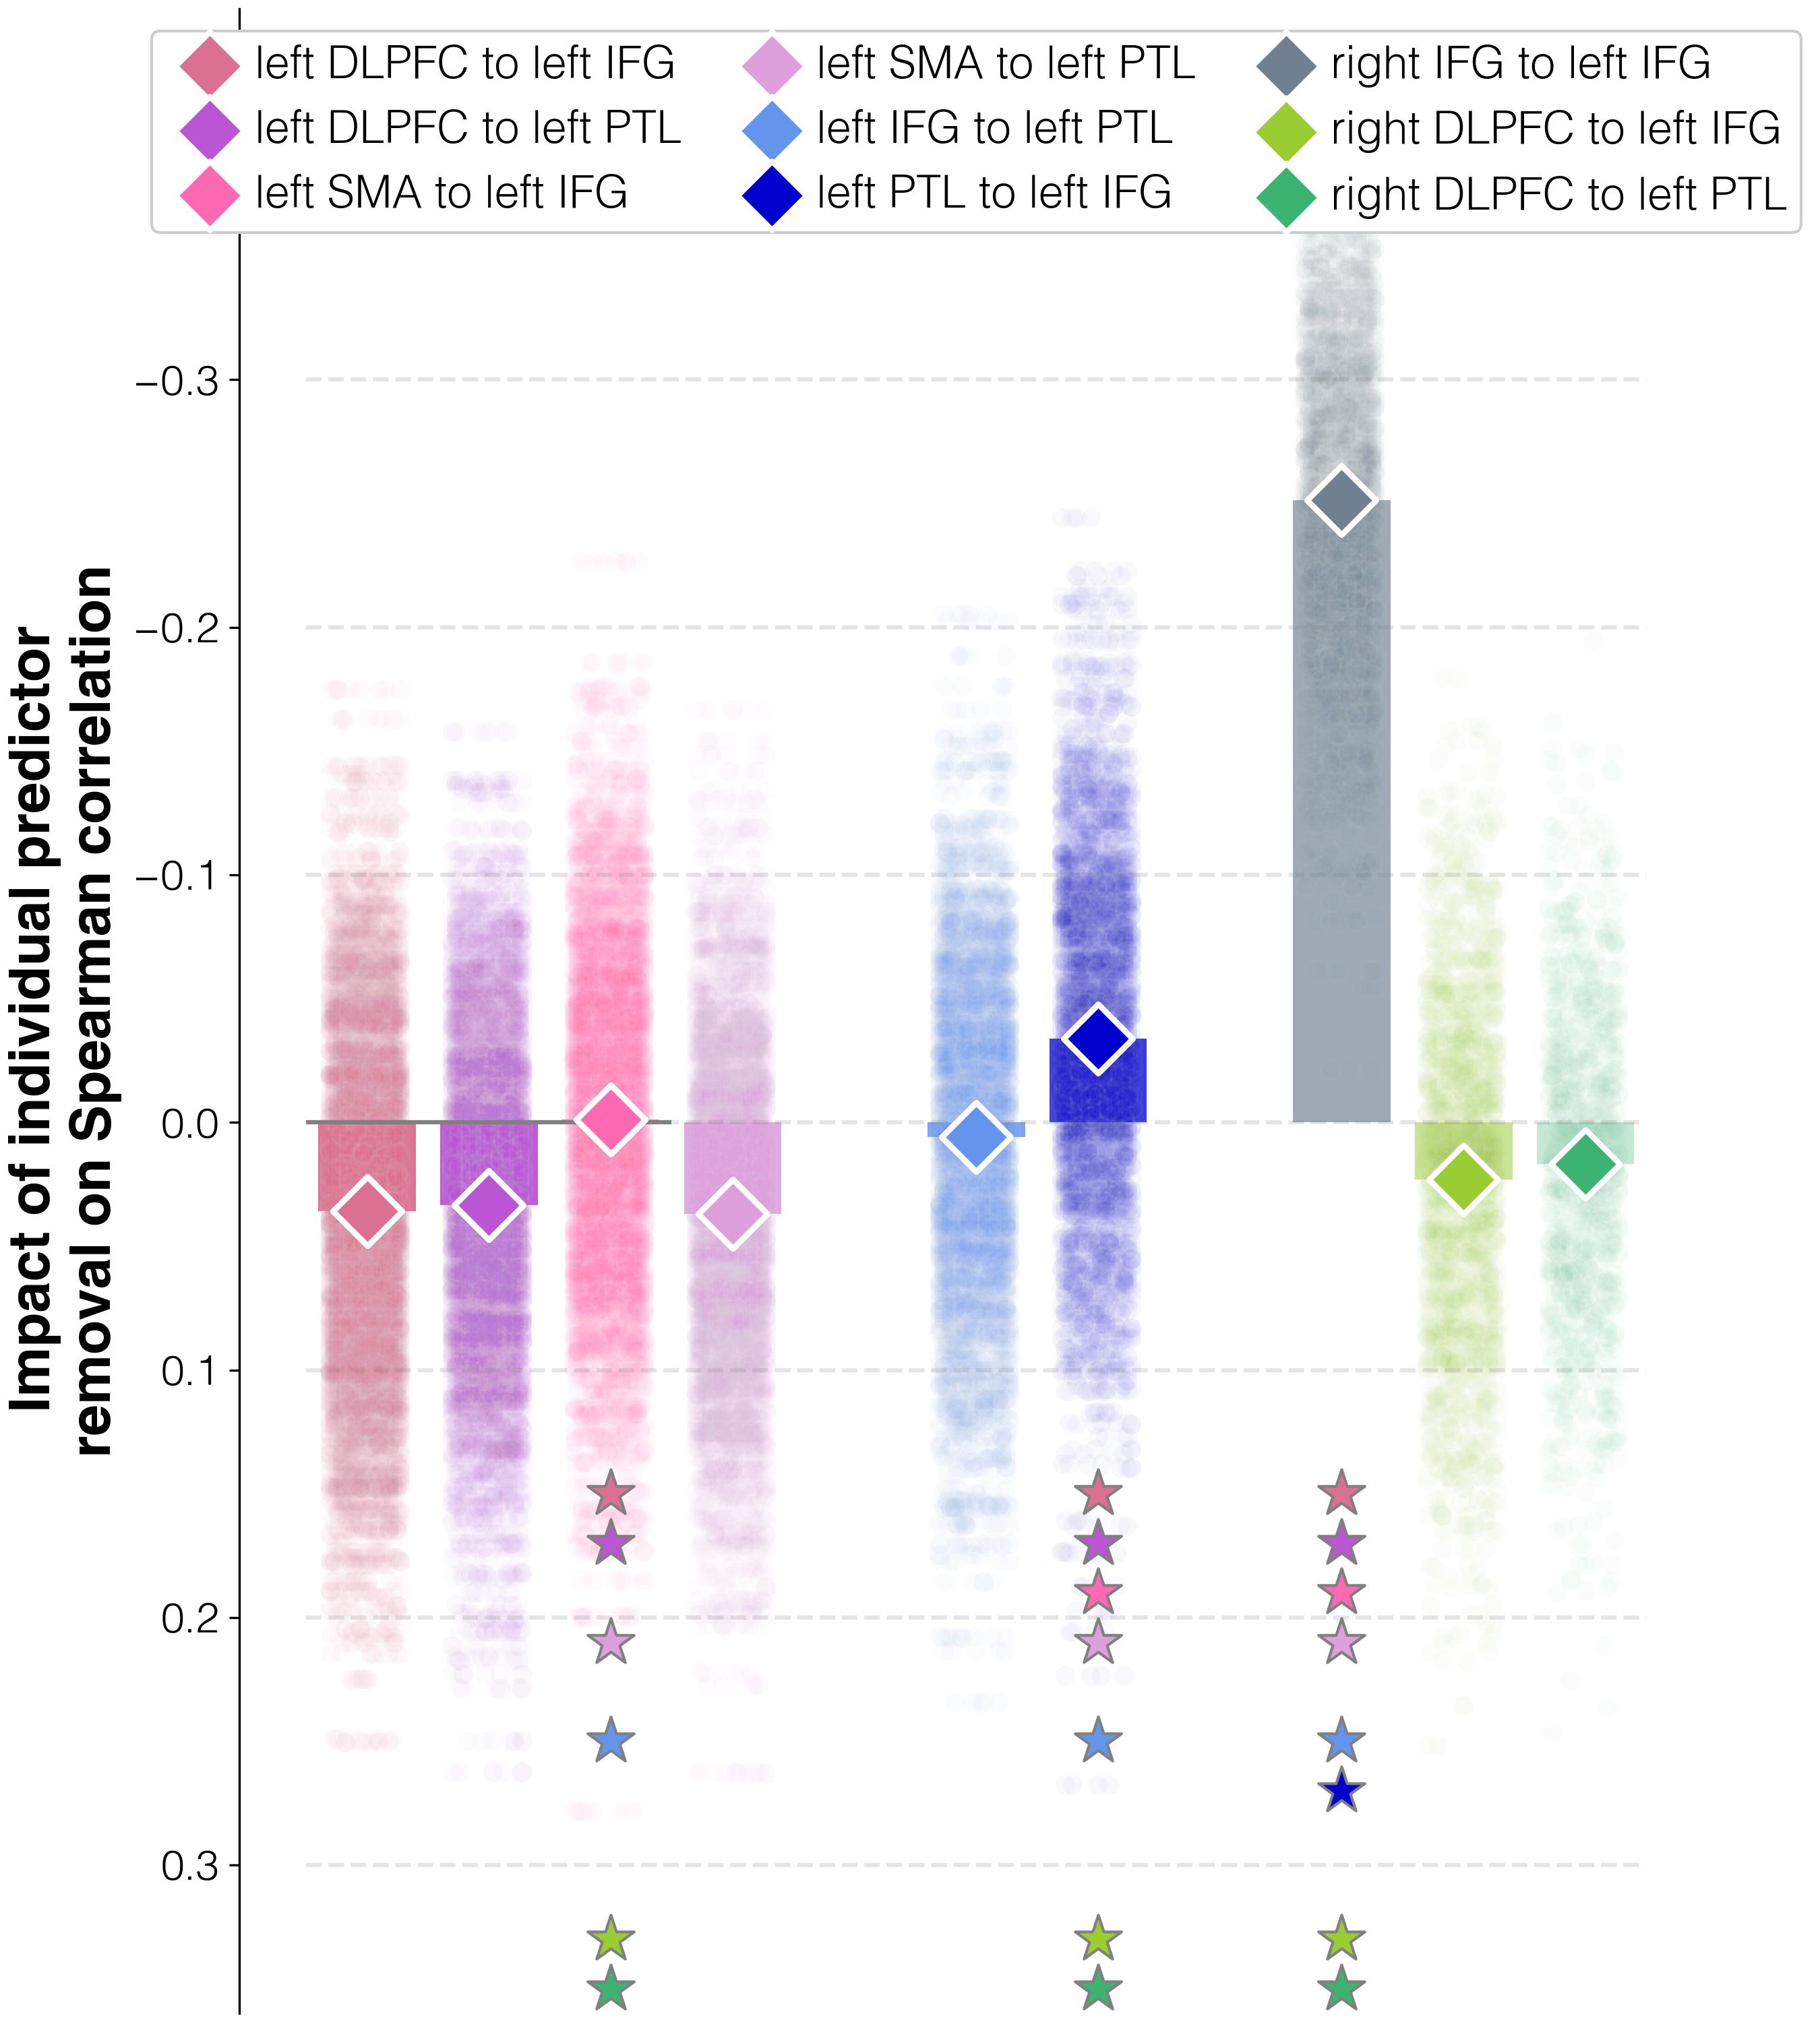 left DLPFC to left IFG
left DLPFC to left PTL
left SMA to left IFG
left SMA to left PTL
left IFG to left PTL
left PTL to left IFG
right IFG to left IFG
right DLPFC to left IFG
right DLPFC to left PTL
Impact of individual predictor
removal on Spearman correlation
−0.3
−0.2
−0.1
0.0
0.1
0.2
0.3